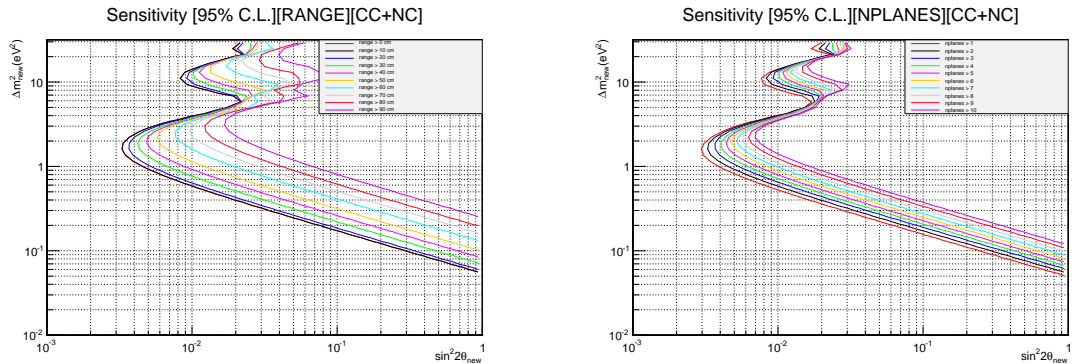 Sensitivity [95% C.L.][RANGE][CC+NC]
Δm²new(eV²)
range > 0 cm
range > 10 cm
range > 20 cm
range > 30 cm
range > 40 cm
range > 50 cm
range > 60 cm
range > 70 cm
range > 80 cm
range > 90 cm
10
1
10⁻¹
10⁻²
10⁻³ 10⁻² 10⁻¹ 1
sin²2θnew
Sensitivity [95% C.L.][NPLANES][CC+NC]
Δm²new(eV²)
nplanes > 1
nplanes > 2
nplanes > 3
nplanes > 4
nplanes > 5
nplanes > 6
nplanes > 7
nplanes > 8
nplanes > 9
nplanes > 10
10
1
10⁻¹
10⁻²
10⁻³ 10⁻² 10⁻¹ 1
sin²2θnew